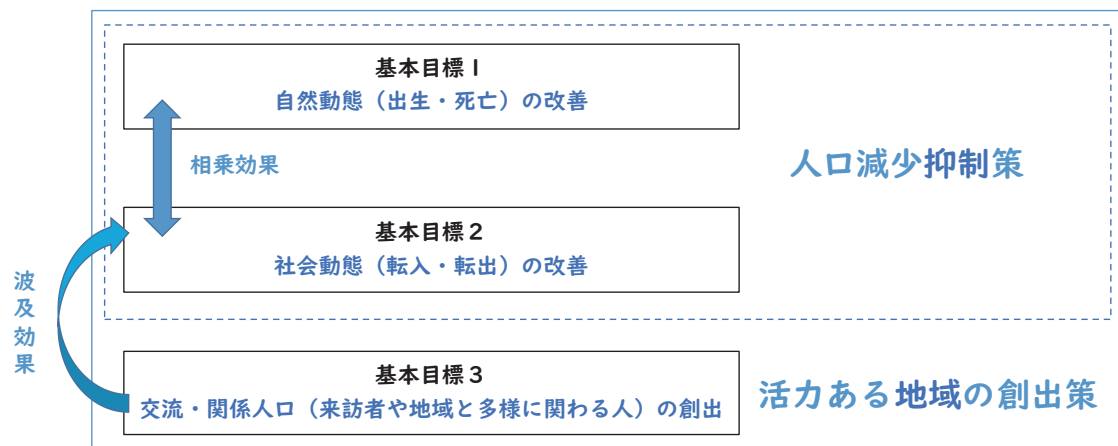 基本目標1
自然動態（出生・死亡）の改善
相乗効果
人口減少抑制策
基本目標2
社会動態（転入・転出）の改善
波及効果
基本目標3
交流・関係人口（来訪者や地域と多様に関わる人）の創出
活力ある地域の創出策